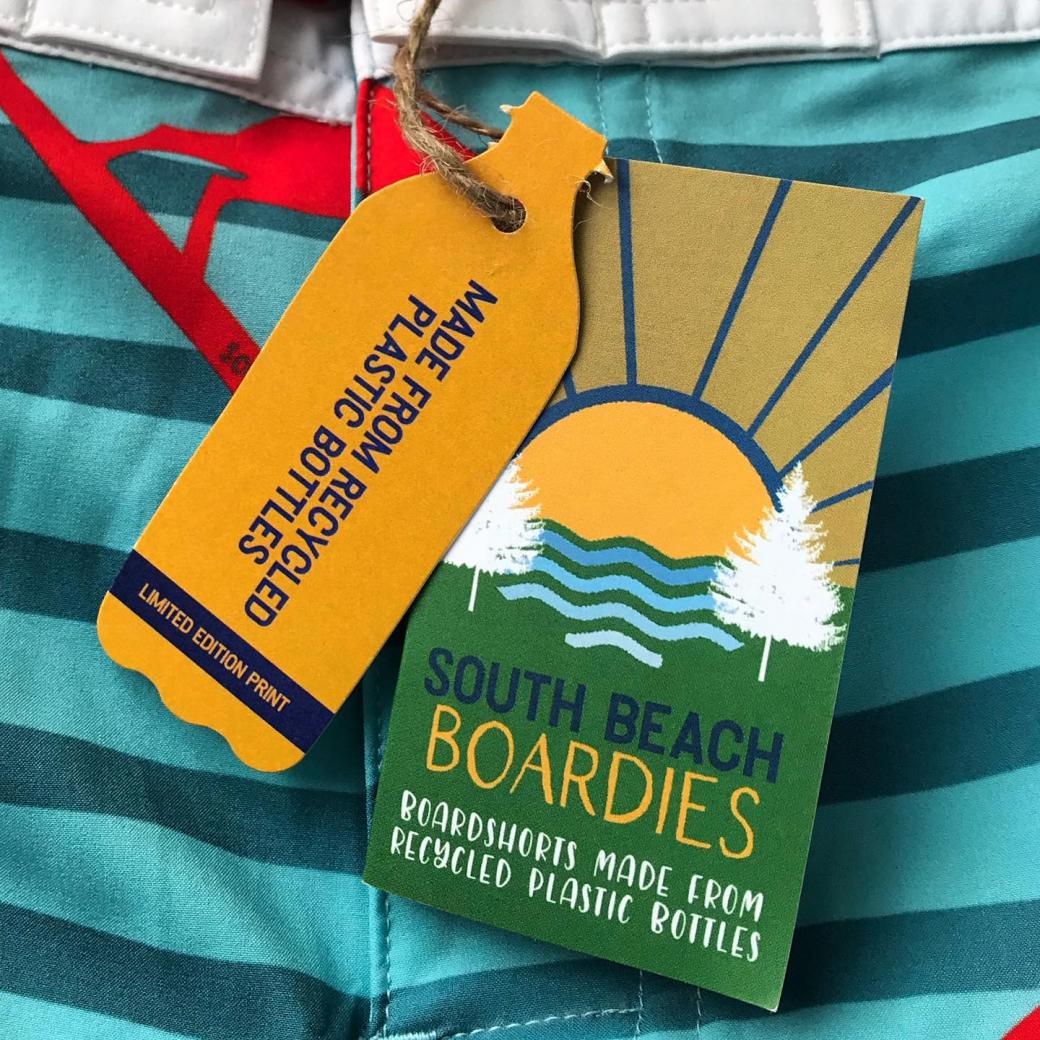 MADE FROM RECYCLED
PLASTIC BOTTLES
LIMITED EDITION PRINT
SOUTH BEACH
BOARDIES
BOARDSHORTS MADE FROM
RECYCLED PLASTIC BOTTLES